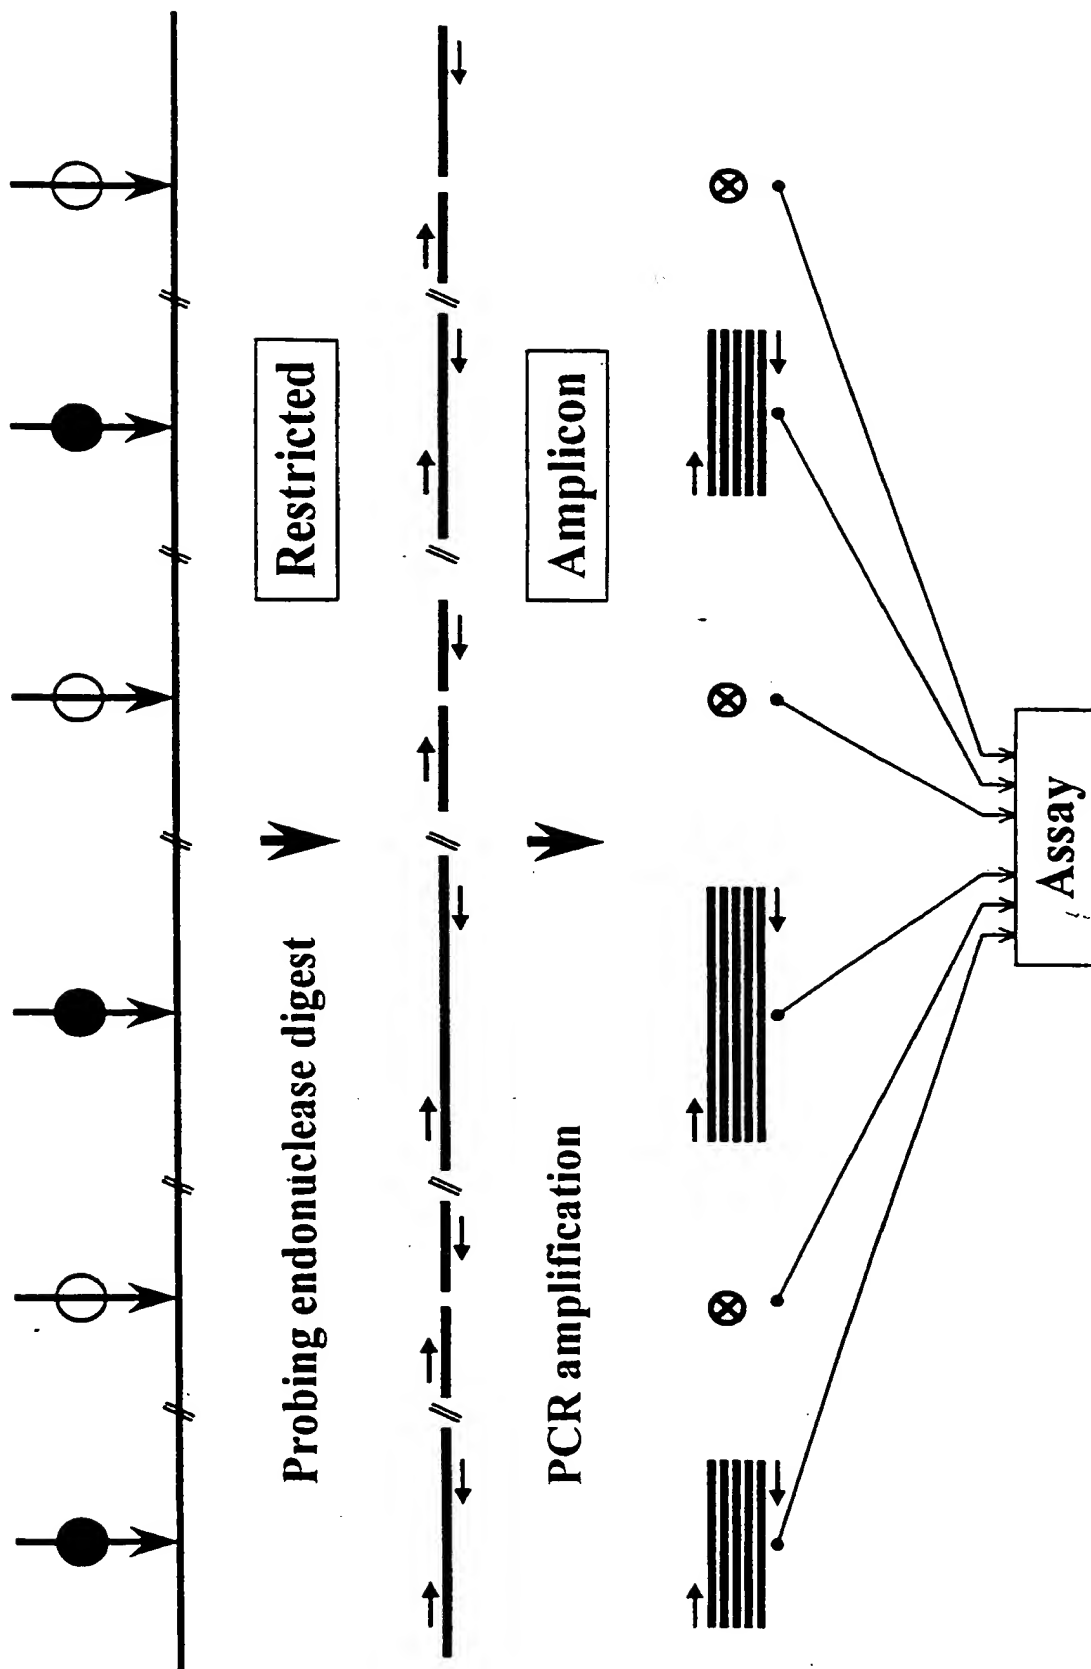 Probing endonuclease digest
Restricted
PCR amplification
Amplicon
Assay